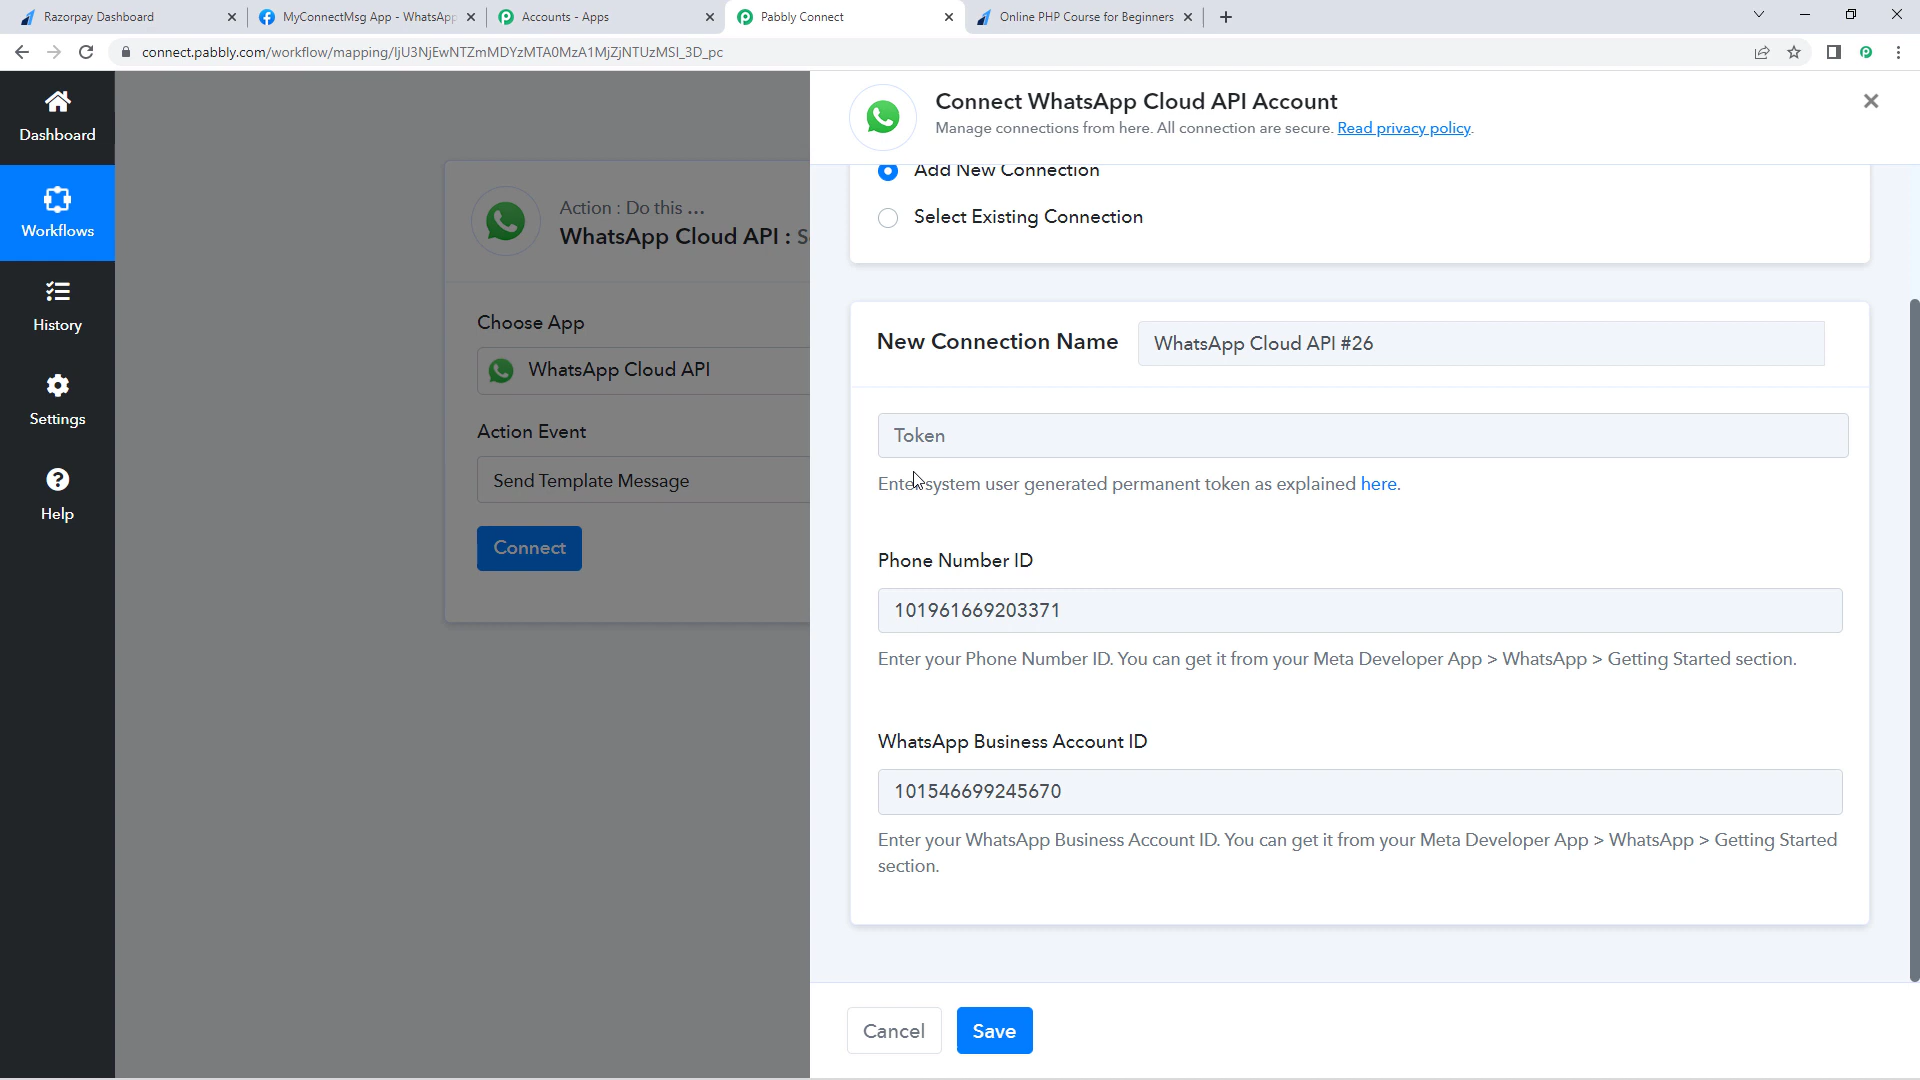 Razorpay Dashboard
MyConnectMsg App - WhatsApp
Accounts - Apps
Pabbly Connect
Online PHP Course for Beginners
connect.pabbly.com/workflow/mapping/IjU3NjEwNTZmMDYzMTA0MzA1MjZjNTUzMSI_3D_pc
Dashboard
Workflows
History
Settings
Help
Action : Do this ...
WhatsApp Cloud API : S
Choose App
WhatsApp Cloud API
Action Event
Send Template Message
Connect
Connect WhatsApp Cloud API Account
Manage connections from here. All connection are secure. Read privacy policy.
Add New Connection
Select Existing Connection
New Connection Name
WhatsApp Cloud API #26
Token
Enter system user generated permanent token as explained here.
Phone Number ID
101961669203371
Enter your Phone Number ID. You can get it from your Meta Developer App > WhatsApp > Getting Started section.
WhatsApp Business Account ID
101546699245670
Enter your WhatsApp Business Account ID. You can get it from your Meta Developer App > WhatsApp > Getting Started
section.
Cancel
Save